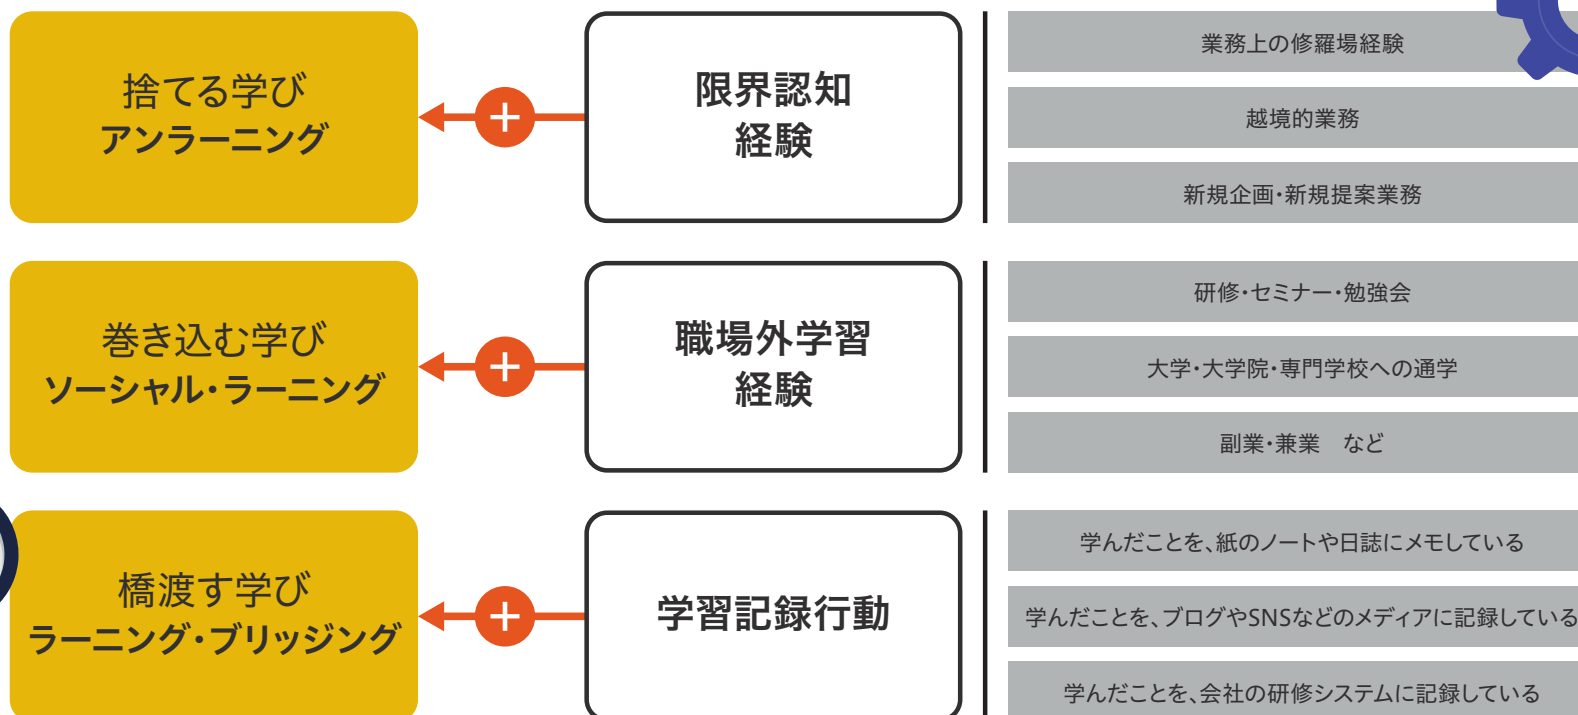 捨てる学び
アンラーニング
+
限界認知
経験
業務上の修羅場経験
越境的業務
新規企画・新規提案業務
巻き込む学び
ソーシャル・ラーニング
+
職場外学習
経験
研修・セミナー・勉強会
大学・大学院・専門学校への通学
副業・兼業　など
橋渡す学び
ラーニング・ブリッジング
+
学習記録行動
学んだことを、紙のノートや日誌にメモしている
学んだことを、ブログやSNSなどのメディアに記録している
学んだことを、会社の研修システムに記録している